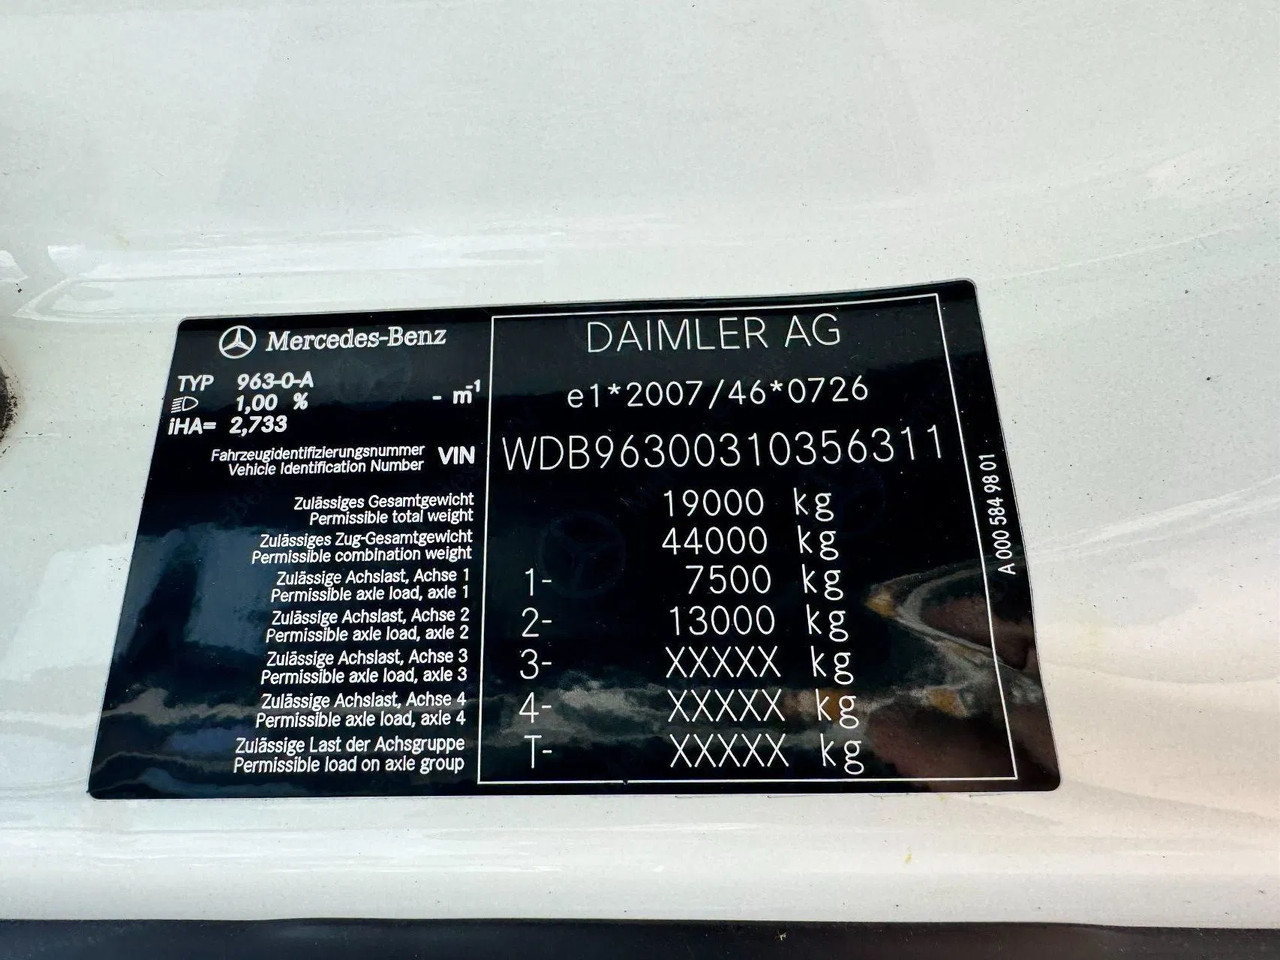 Mercedes-Benz
TYP 963-0-A
1,00 % - m-1
iHA= 2,733
Fahrzeugidentifizierungsnummer
Vehicle Identification Number
VIN
DAIMLER AG
e1*2007/46*0726
WDB96300310356311
Zulässiges Gesamtgewicht
Permissible total weight
19000 kg
Zulässiges Zug-Gesamtgewicht
Permissible combination weight
44000 kg
Zulässige Achslast, Achse 1
Permissible axle load, axle 1
1- 7500 kg
Zulässige Achslast, Achse 2
Permissible axle load, axle 2
2- 13000 kg
Zulässige Achslast, Achse 3
Permissible axle load, axle 3
3- XXXXX kg
Zulässige Achslast, Achse 4
Permissible axle load, axle 4
4- XXXXX kg
Zulässige Last der Achsgruppe
Permissible load on axle group
T- XXXXX kg
A 000 584 98 01